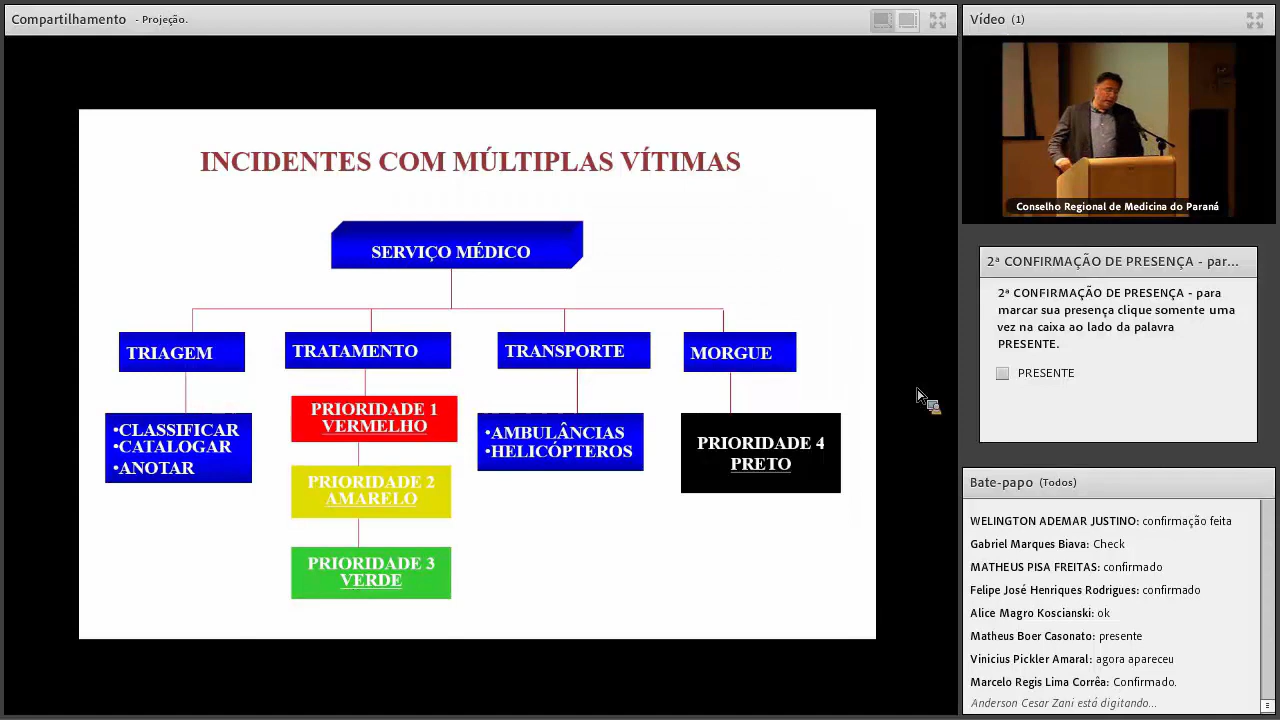 Compartilhamento - Projeção.
INCIDENTES COM MÚLTIPLAS VÍTIMAS
SERVIÇO MÉDICO
TRIAGEM
•CLASSIFICAR
•CATALOGAR
•ANOTAR
TRATAMENTO
PRIORIDADE 1
VERMELHO
PRIORIDADE 2
AMARELO
PRIORIDADE 3
VERDE
TRANSPORTE
•AMBULÂNCIAS
•HELICÓPTEROS
MORGUE
PRIORIDADE 4
PRETO
Vídeo (1)
Conselho Regional de Medicina do Paraná
2ª CONFIRMAÇÃO DE PRESENÇA - par...
2ª CONFIRMAÇÃO DE PRESENÇA - para
marcar sua presença clique somente uma
vez na caixa ao lado da palavra
PRESENTE.
PRESENTE
Bate-papo (Todos)
WELINGTON ADEMAR JUSTINO: confirmação feita
Gabriel Marques Biava: Check
MATHEUS PISA FREITAS: confirmado
Felipe José Henriques Rodrigues: confirmado
Alice Magro Koscianski: ok
Matheus Boer Casonato: presente
Vinicius Pickler Amaral: agora apareceu
Marcelo Regis Lima Corrêa: Confirmado.
Anderson Cesar Zani está digitando...